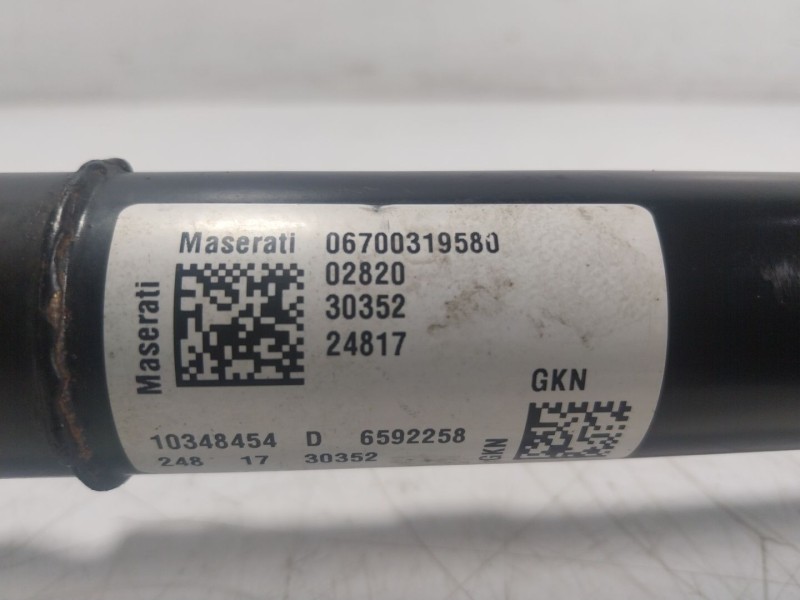 Maserati 06700319580
02820
30352
24817
Maserati
GKN
10348454 D 6592258
GKN
248 17 30352